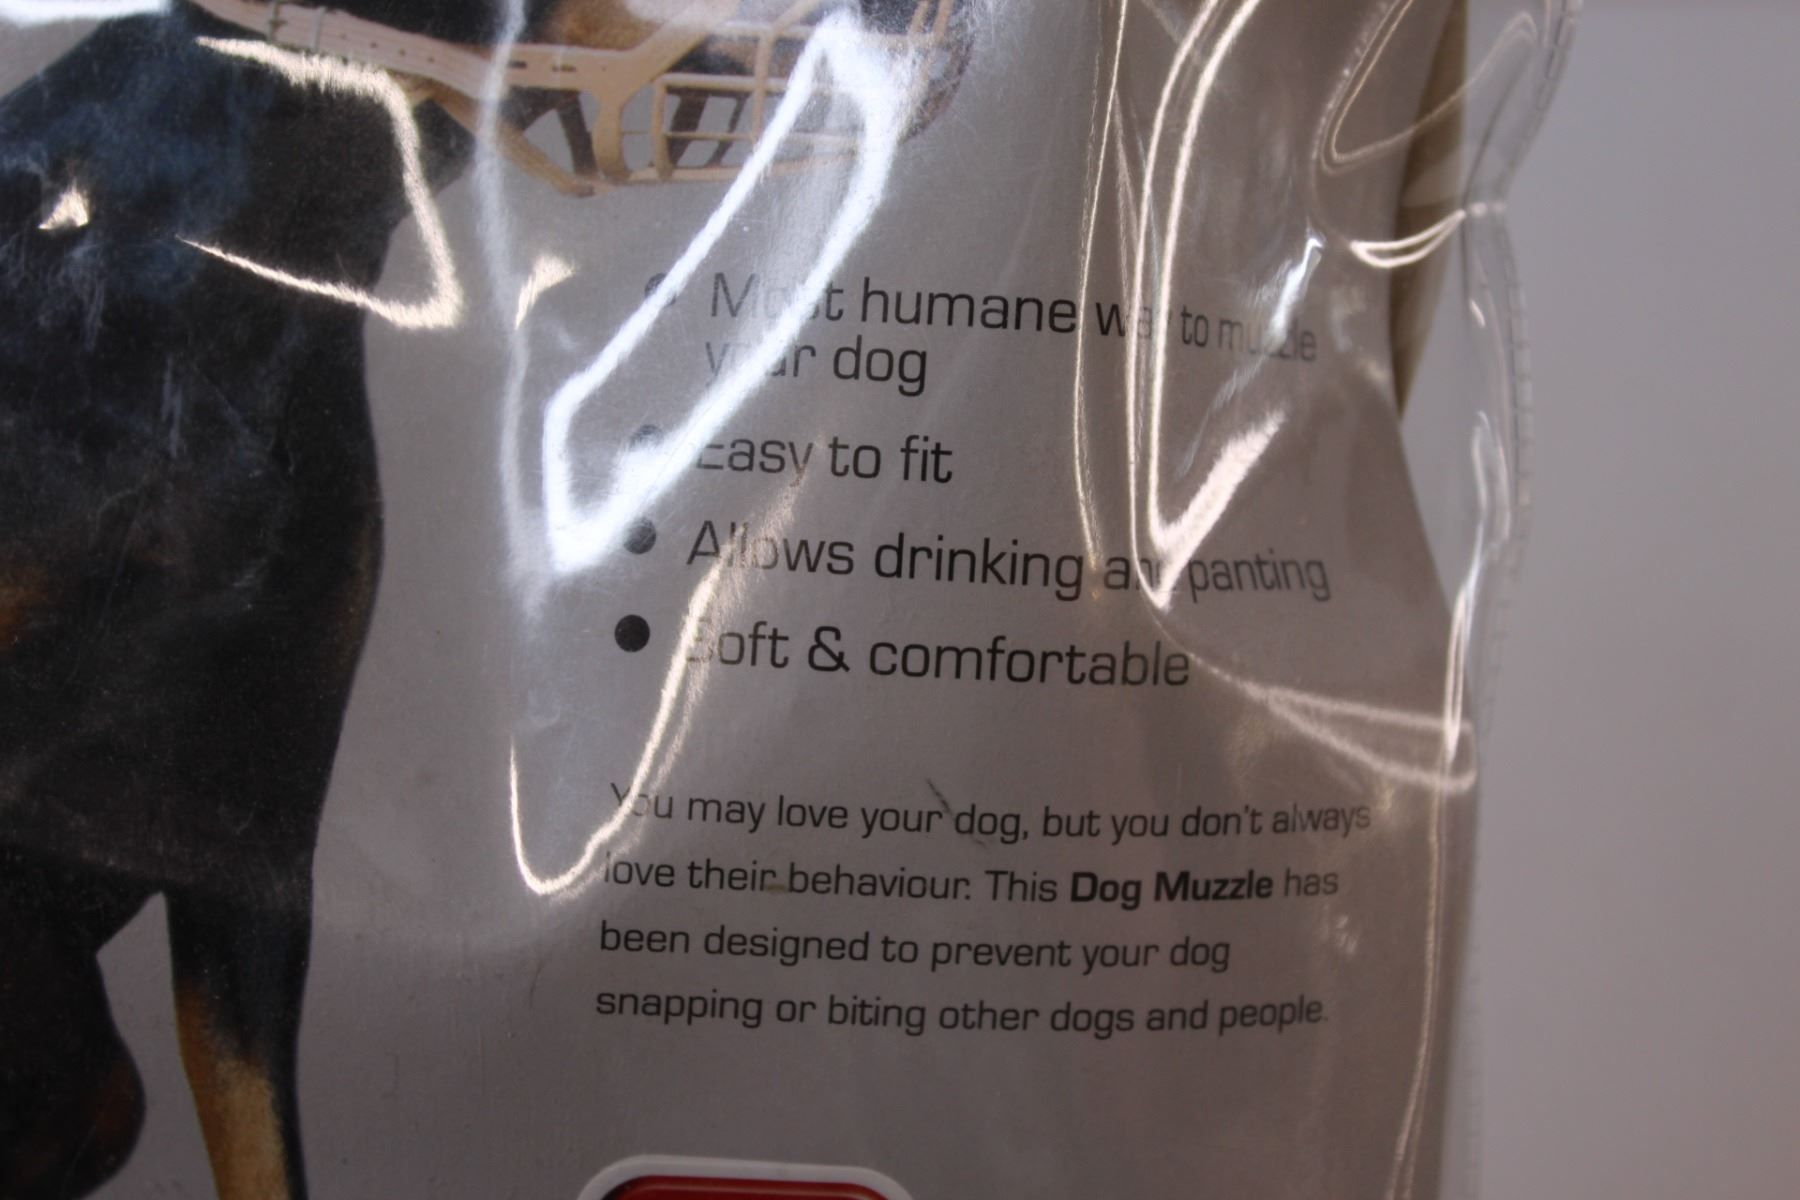 Most humane way to muzzle
your dog
Easy to fit
Allows drinking and panting
Soft & comfortable
You may love your dog, but you don't always
love their behaviour. This Dog Muzzle has
been designed to prevent your dog
snapping or biting other dogs and people.